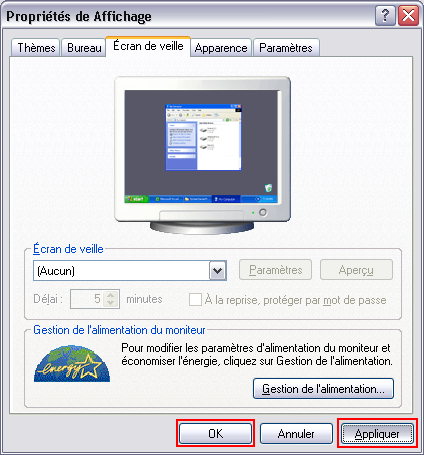 Propriétés de Affichage
Thèmes Bureau Écran de veille Apparence Paramètres
start
Écran de veille
(Aucun) Paramètres Aperçu
Délai : 5 minutes À la reprise, protéger par mot de passe
Gestion de l'alimentation du moniteur
energy
Pour modifier les paramètres d'alimentation du moniteur et
économiser l'énergie, cliquez sur Gestion de l'alimentation.
Gestion de l'alimentation...
OK Annuler Appliquer